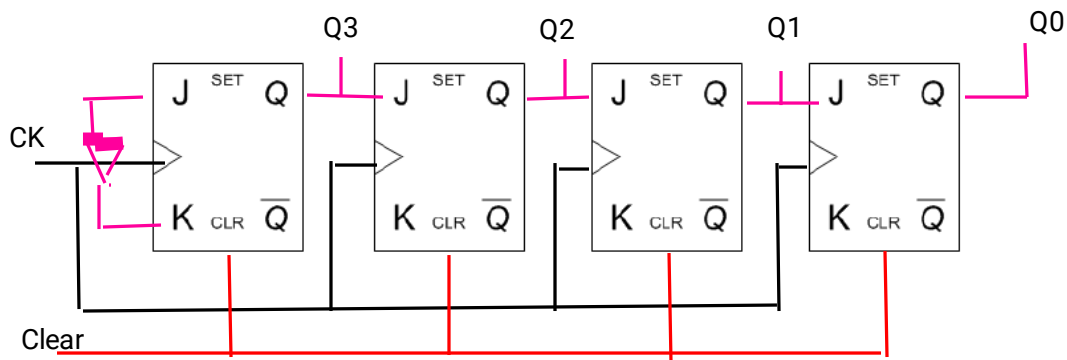 Q3 Q2 Q1 Q0
J SET Q J SET Q J SET Q J SET Q
CK
K CLR Q̅ K CLR Q̅ K CLR Q̅ K CLR Q̅
Clear